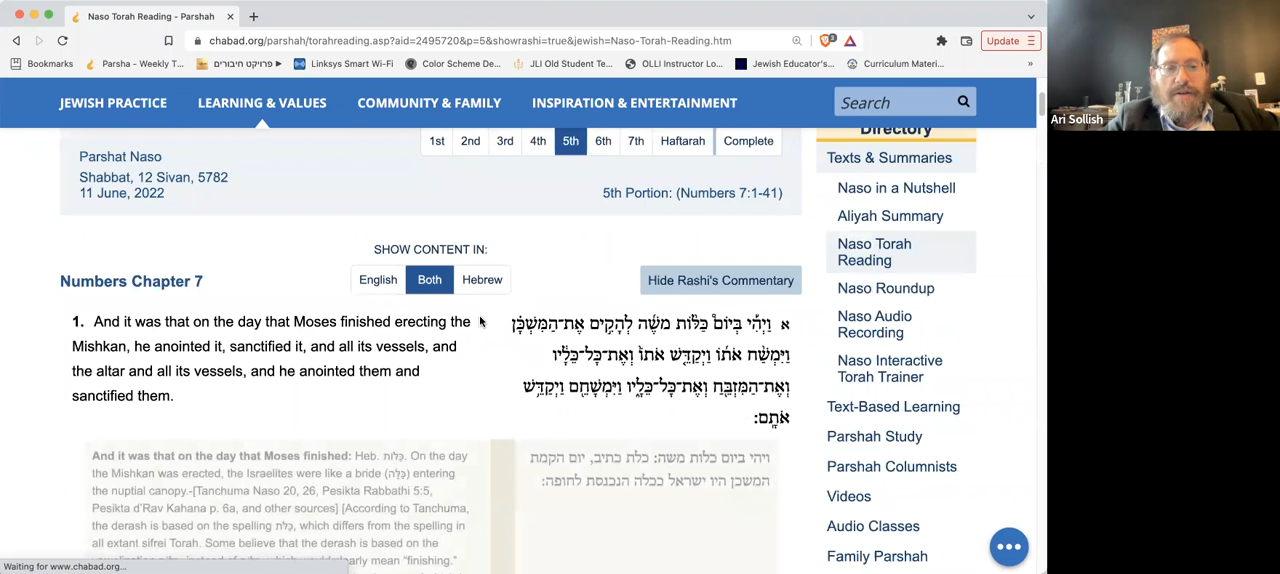 Naso Torah Reading - Parshah
chabad.org/parshah/torahreading.asp?aid=2495720&p=5&showrashi=true&jewish=Naso-Torah-Reading.htm
3
Update
Bookmarks
Parsha - Weekly T...
פרוייקט חיבורים
Linksys Smart Wi-Fi
Color Scheme De...
JLI Old Student Te...
OLLI Instructor Lo...
Jewish Educator's...
Curriculum Materi...
JEWISH PRACTICE
LEARNING & VALUES
COMMUNITY & FAMILY
INSPIRATION & ENTERTAINMENT
Search
Ari Sollish
1st 2nd 3rd 4th 5th 6th 7th Haftarah Complete
Parshat Naso
Shabbat, 12 Sivan, 5782
11 June, 2022
5th Portion: (Numbers 7:1-41)
SHOW CONTENT IN:
English Both Hebrew
Hide Rashi's Commentary
Numbers Chapter 7
1. And it was that on the day that Moses finished erecting the
Mishkan, he anointed it, sanctified it, and all its vessels, and
the altar and all its vessels, and he anointed them and
sanctified them.
א וַיְהִ֡י בְּיוֹם֩ כַּלּ֨וֹת משֶׁ֜ה לְהָקִ֣ים אֶת־הַמִּשְׁכָּ֗ן
וַיִּמְשַׁ֨ח אֹת֜וֹ וַיְקַדֵּ֤שׁ אֹתוֹ֙ וְאֶת־כָּל־כֵּלָ֔יו
וְאֶת־הַמִּזְבֵּ֖חַ וְאֶת־כָּל־כֵּלָ֑יו וַיִּמְשָׁחֵ֖ם וַיְקַדֵּ֥שׁ
אֹתָֽם:
And it was that on the day that Moses finished: Heb. כַּלּת. On the day
the Mishkan was erected, the Israelites were like a bride (כַּלָּה) entering
the nuptial canopy.-[Tanchuma Naso 20, 26, Pesikta Rabbathi 5:5,
Pesikta d'Rav Kahana p. 6a, and other sources] [According to Tanchuma,
the derash is based on the spelling כַּלֹּת, which differs from the spelling in
all extant sifrei Torah. Some believe that the derash is based on the
mean "finishing."
ויהי ביום כלות משה: כלת כתיב, יום הקמת
המשכן היו ישראל ככלה הנכנסת לחופה:
Directory
Texts & Summaries
Naso in a Nutshell
Aliyah Summary
Naso Torah
Reading
Naso Roundup
Naso Audio
Recording
Naso Interactive
Torah Trainer
Text-Based Learning
Parshah Study
Parshah Columnists
Videos
Audio Classes
Family Parshah
Waiting for www.chabad.org...